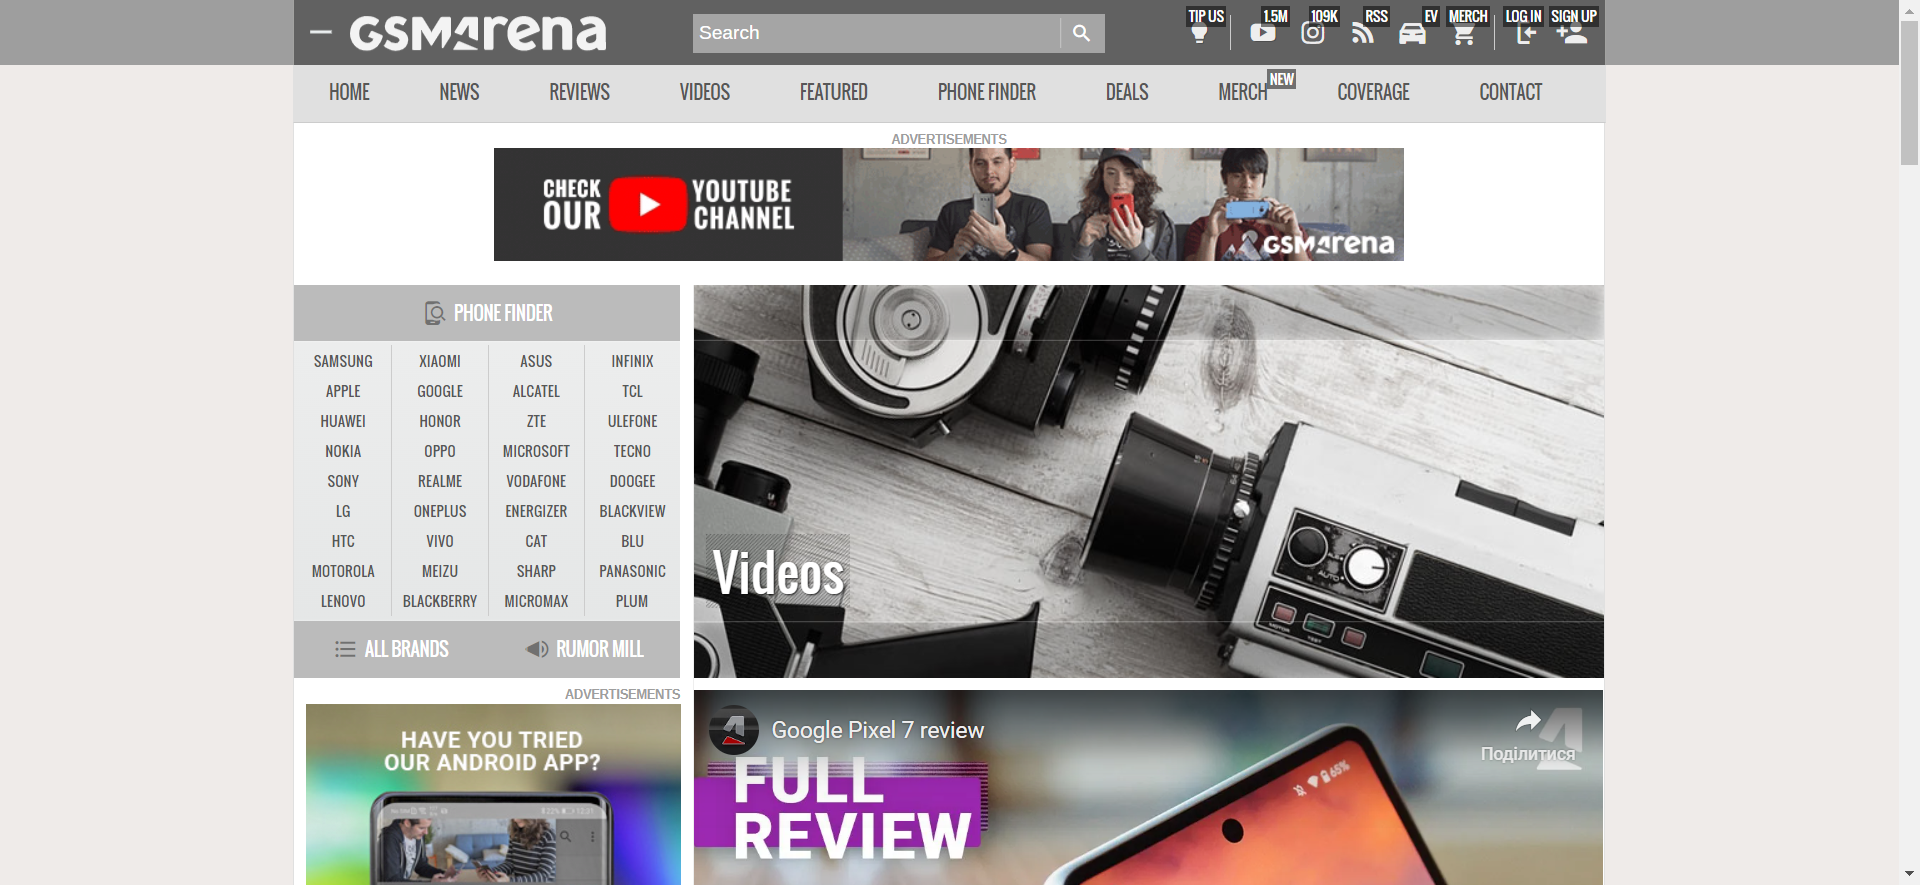 GSMArena
Search
TIP US
1.5M
109K
RSS
EV
MERCH
LOG IN
SIGN UP
HOME
NEWS
REVIEWS
VIDEOS
FEATURED
PHONE FINDER
DEALS
MERCH
NEW
COVERAGE
CONTACT
ADVERTISEMENTS
CHECK OUR
YOUTUBE CHANNEL
GSMArena
PHONE FINDER
SAMSUNG XIAOMI ASUS INFINIX
APPLE GOOGLE ALCATEL TCL
HUAWEI HONOR ZTE ULEFONE
NOKIA OPPO MICROSOFT TECNO
SONY REALME VODAFONE DOOGEE
LG ONEPLUS ENERGIZER BLACKVIEW
HTC VIVO CAT BLU
MOTOROLA MEIZU SHARP PANASONIC
LENOVO BLACKBERRY MICROMAX PLUM
ALL BRANDS
RUMOR MILL
Videos
AUTO
MOTOR
TEST
ADVERTISEMENTS
HAVE YOU TRIED
OUR ANDROID APP?
Google Pixel 7 review
Поділитися
FULL
REVIEW
65%